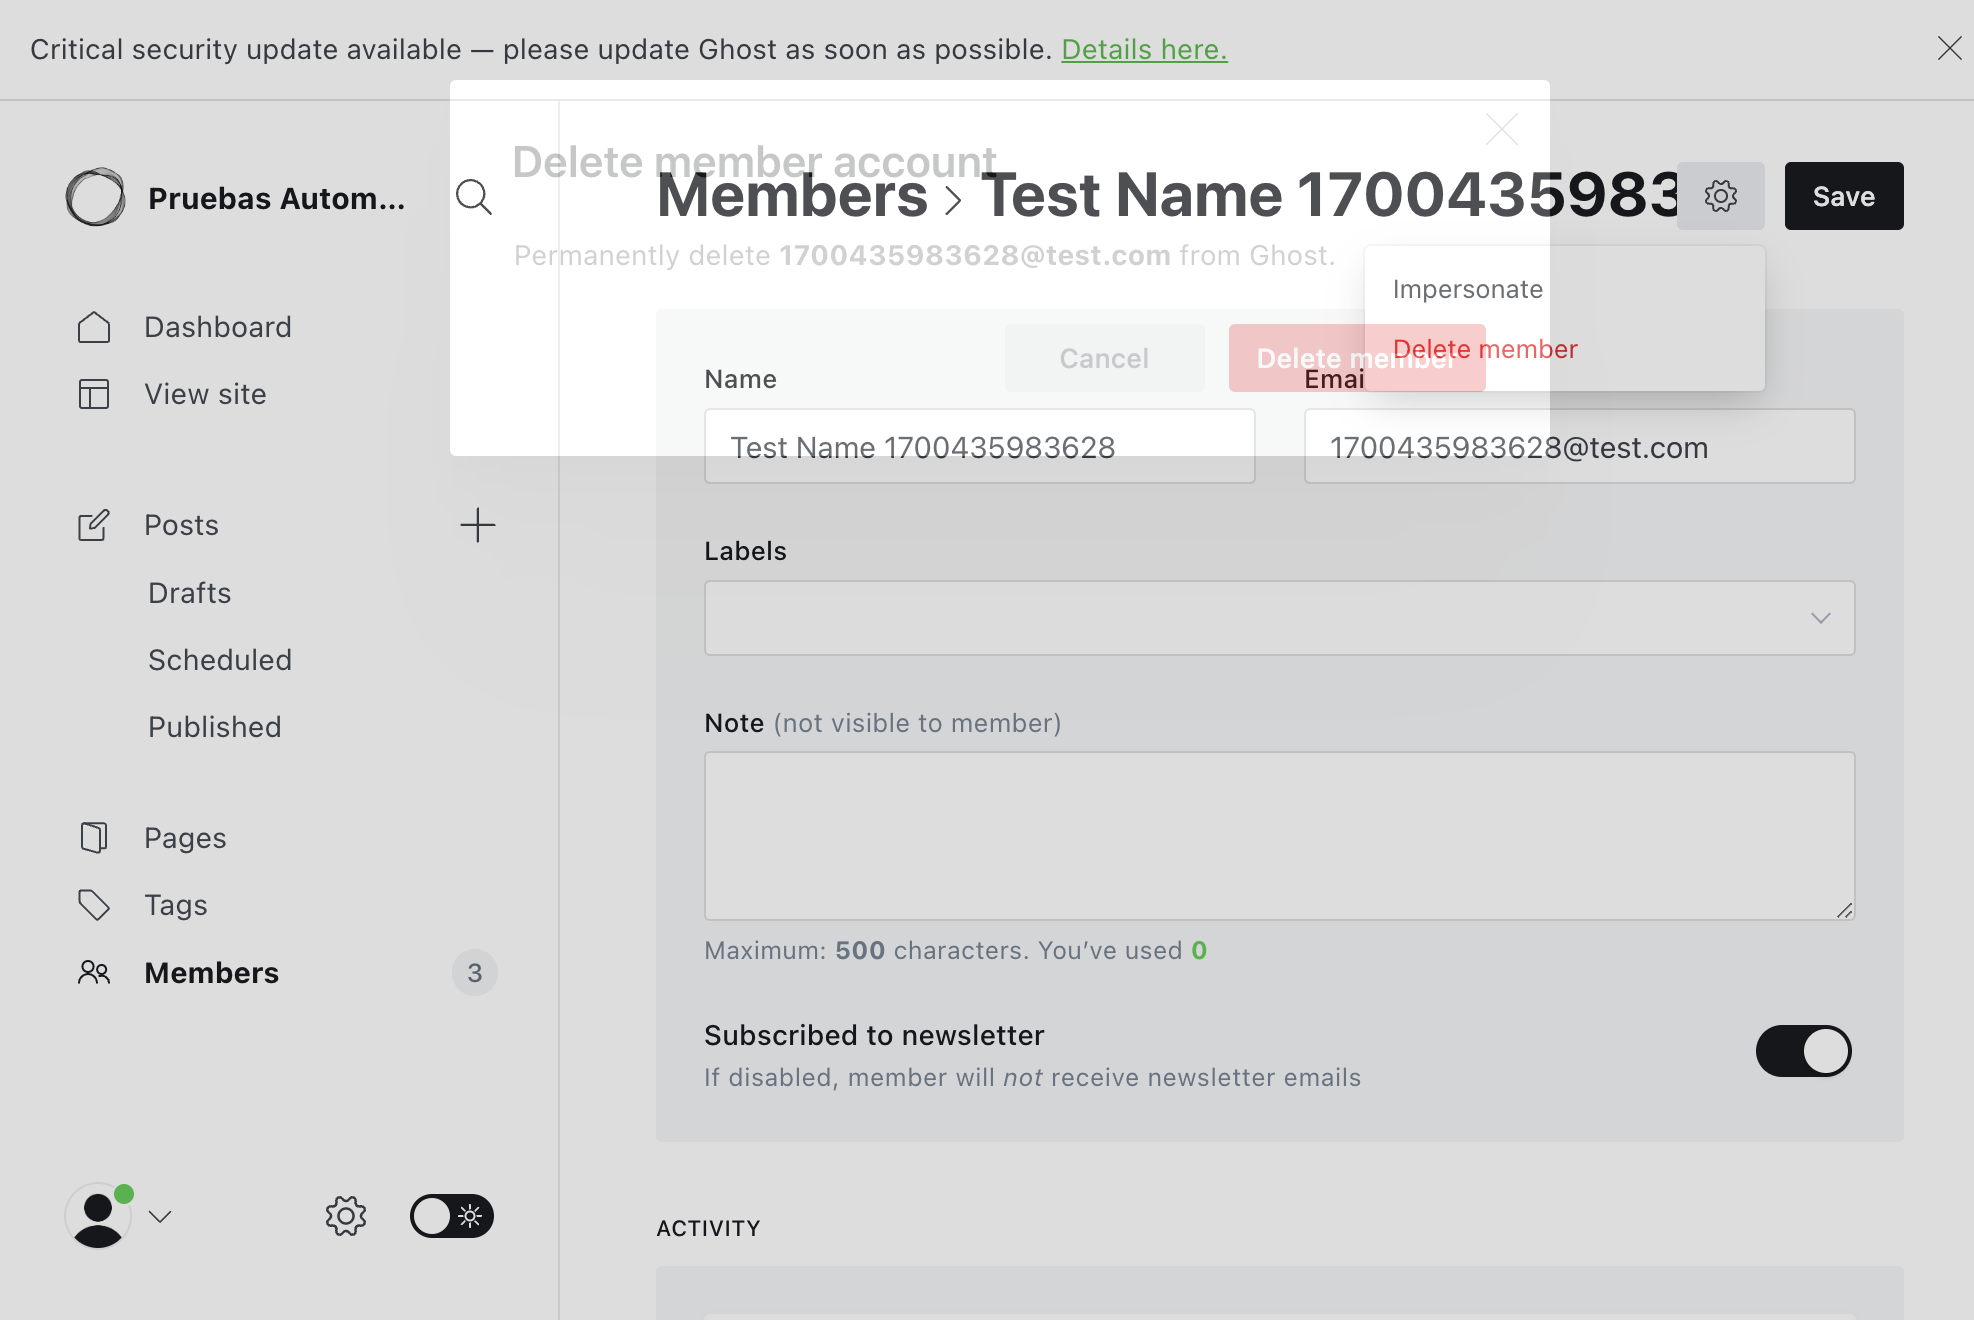 Critical security update available — please update Ghost as soon as possible. Details here.
Pruebas Autom...
Dashboard
View site
Posts
Drafts
Scheduled
Published
Pages
Tags
Members
3
Delete member account
Members > Test Name 1700435983
Save
Permanently delete 1700435983628@test.com from Ghost.
Impersonate
Delete member
Cancel
Delete member
Name
Emai
Test Name 1700435983628
1700435983628@test.com
Labels
Note (not visible to member)
Maximum: 500 characters. You’ve used 0
Subscribed to newsletter
If disabled, member will not receive newsletter emails
ACTIVITY